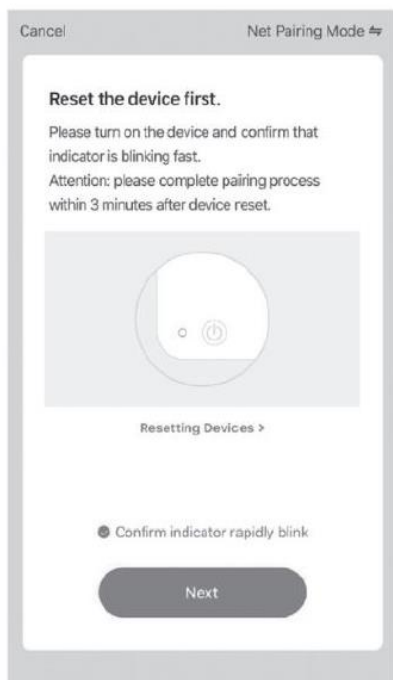 Cancel
Net Pairing Mode ⇋
Reset the device first.
Please turn on the device and confirm that
indicator is blinking fast.
Attention: please complete pairing process
within 3 minutes after device reset.
Resetting Devices >
Confirm indicator rapidly blink
Next